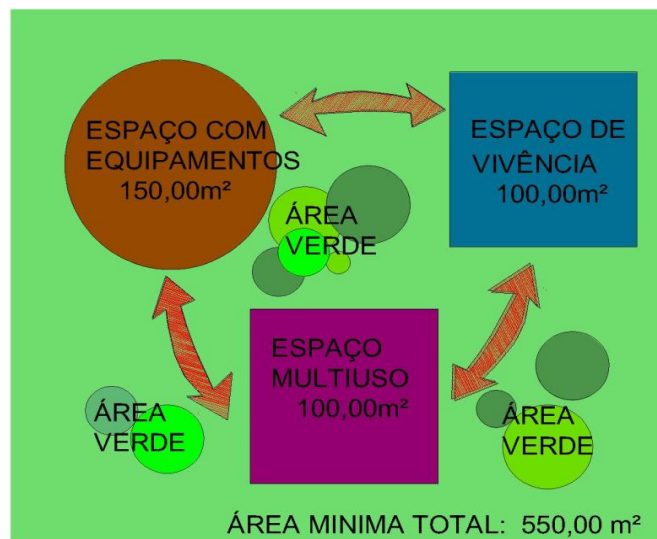 ESPAÇO COM
EQUIPAMENTOS
150,00m²
ESPAÇO DE
VIVÊNCIA
100,00m²
ÁREA
VERDE
ESPAÇO
MULTIUSO
100,00m²
ÁREA
VERDE
ÁREA
VERDE
ÁREA MINIMA TOTAL: 550,00 m²